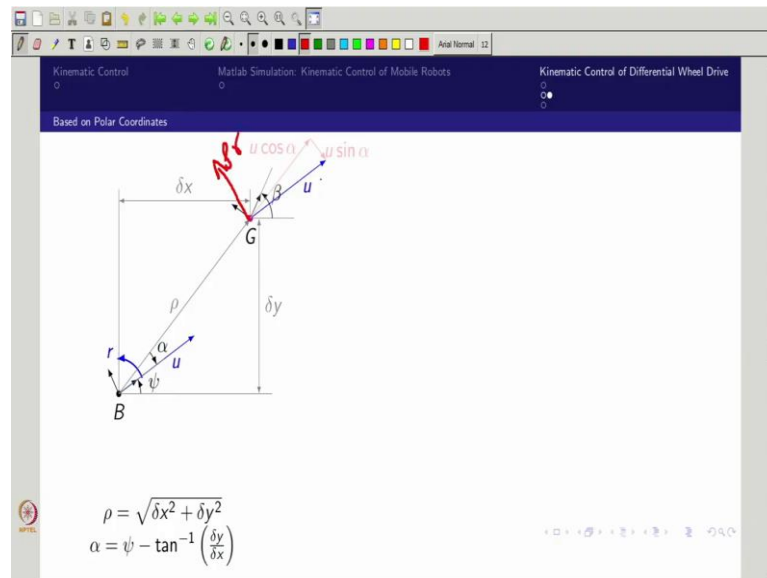 T
Arial Normal 12
Kinematic Control
Matlab Simulation: Kinematic Control of Mobile Robots
Kinematic Control of Differential Wheel Drive
Based on Polar Coordinates
u cos α
u sin α
δx
β
u
G
ρ
δy
r
α
u
ψ
B
ρ = √(δx² + δy²)
α = ψ − tan⁻¹ (δy/δx)
NPTEL